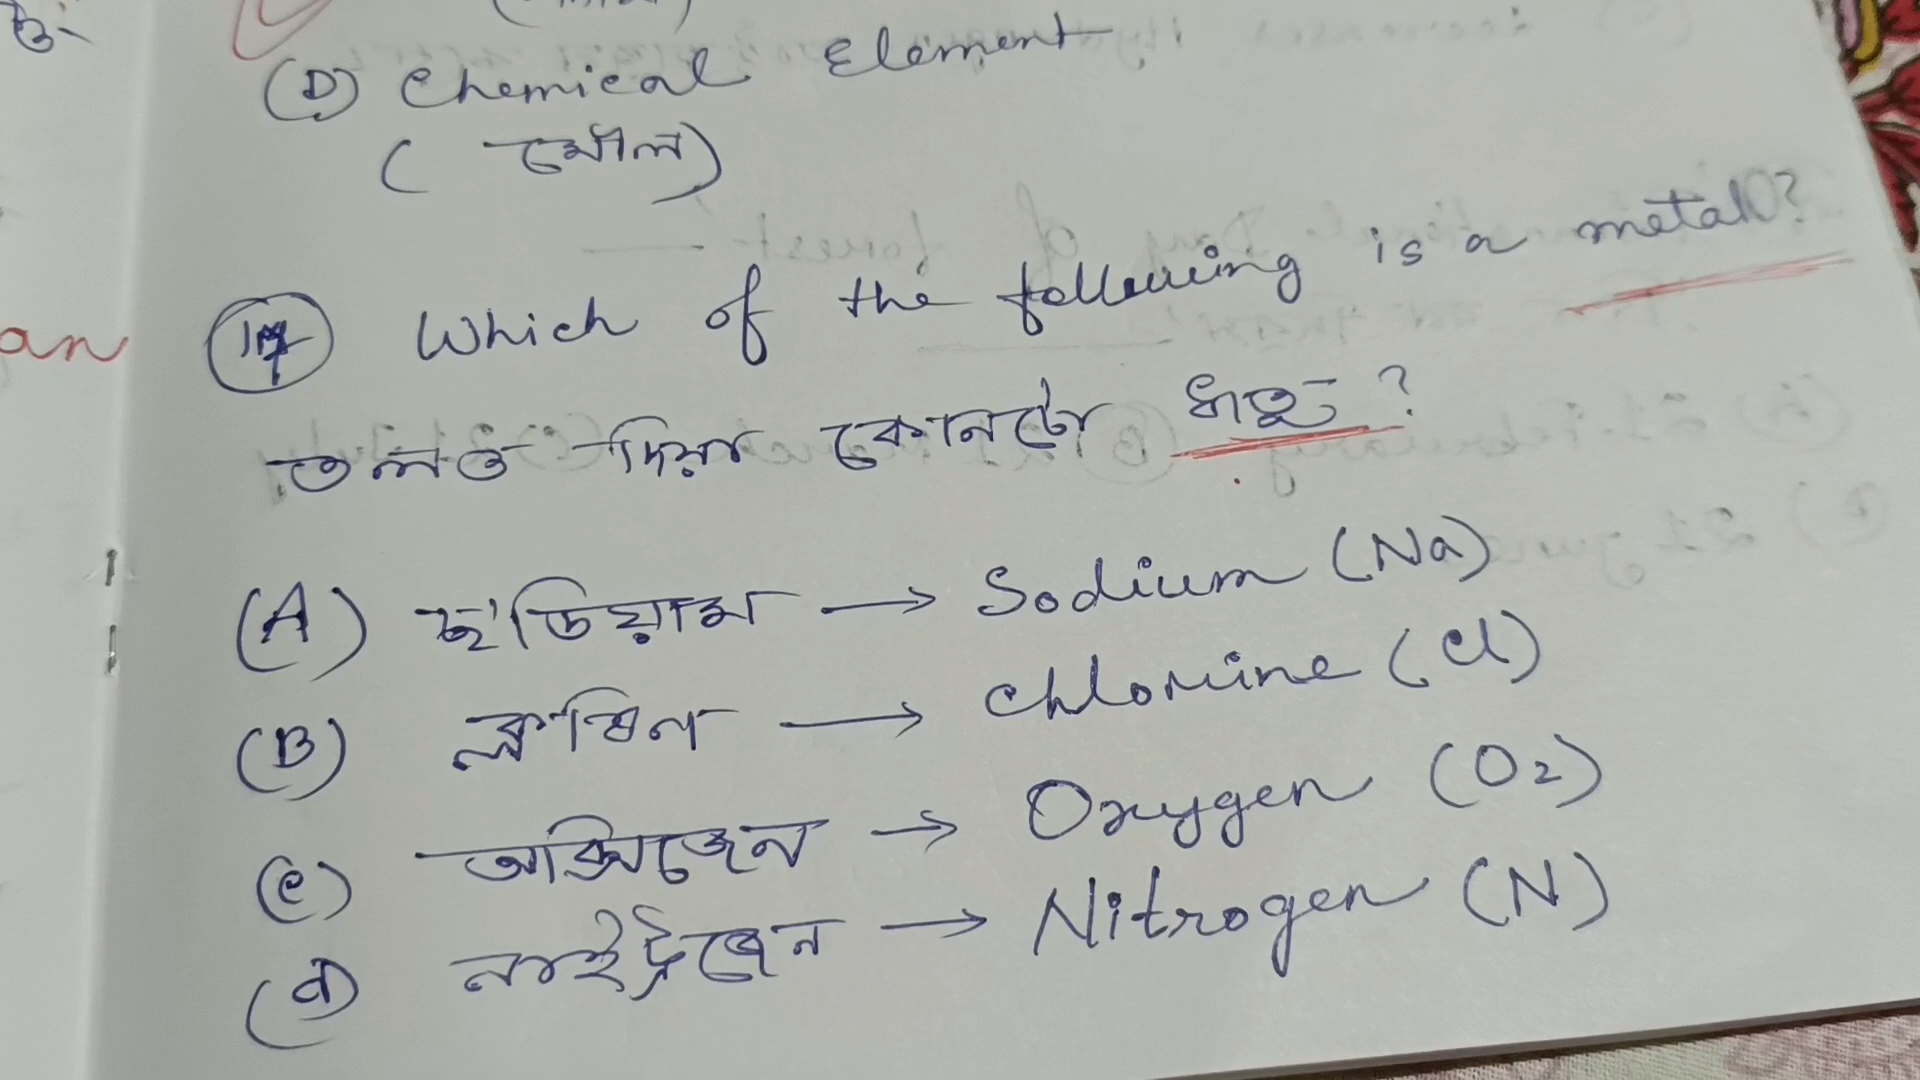 (D) Chemical Element
( মৌল)
an
17 Which of the following is a metal?
তলত দিয়া কোনটো ধাতু ?
(A) ছ'ডিয়াম → Sodium (Na)
(B) ক্ল'ৰিণ → Chlorine (Cl)
(C) অক্সিজেন → Oxygen (O2)
(d) নাইট্ৰজেন → Nitrogen (N)